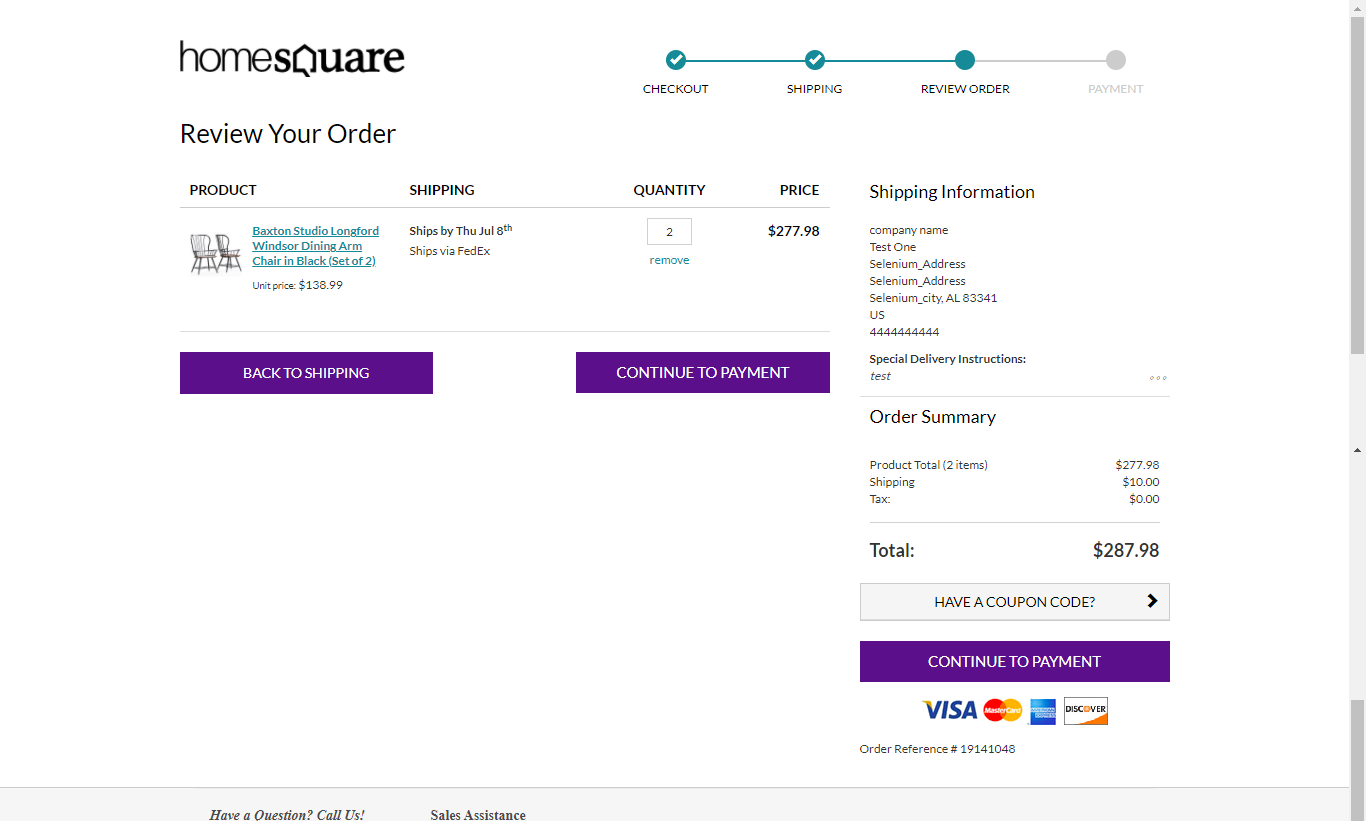 homesquare
CHECKOUT
SHIPPING
REVIEW ORDER
PAYMENT
Review Your Order
PRODUCT SHIPPING QUANTITY PRICE
Baxton Studio Longford
Windsor Dining Arm
Chair in Black (Set of 2)
Unit price: $138.99
Ships by Thu Jul 8th
Ships via FedEx
2
remove
$277.98
BACK TO SHIPPING
CONTINUE TO PAYMENT
Shipping Information
company name
Test One
Selenium_Address
Selenium_Address
Selenium_city, AL 83341
US
4444444444
Special Delivery Instructions:
test
Order Summary
Product Total (2 items) $277.98
Shipping $10.00
Tax: $0.00
Total: $287.98
HAVE A COUPON CODE?
CONTINUE TO PAYMENT
VISA MasterCard AMERICAN EXPRESS DISCOVER
Order Reference # 19141048
Have a Question? Call Us!
Sales Assistance